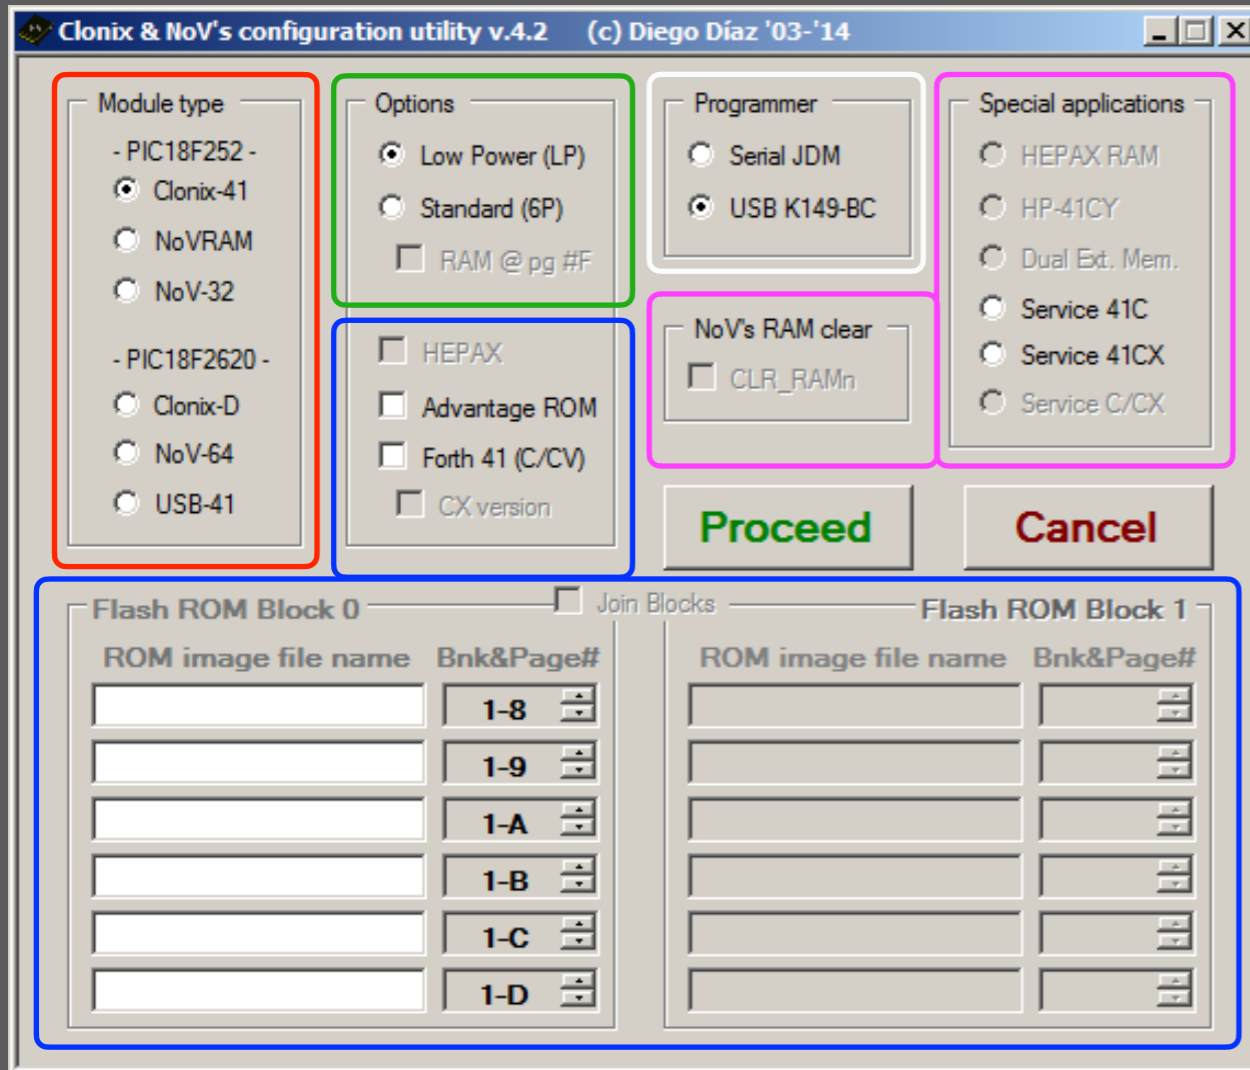 Clonix & NoV's configuration utility v.4.2 (c) Diego Díaz '03-'14
Module type
- PIC18F252 -
Clonix-41
NoVRAM
NoV-32
- PIC18F2620 -
Clonix-D
NoV-64
USB-41
Options
Low Power (LP)
Standard (6P)
RAM @ pg #F
HEPAX
Advantage ROM
Forth 41 (C/CV)
CX version
Programmer
Serial JDM
USB K149-BC
NoV's RAM clear
CLR_RAMn
Special applications
HEPAX RAM
HP-41CY
Dual Ext. Mem.
Service 41C
Service 41CX
Service C/CX
Proceed
Cancel
Flash ROM Block 0
Join Blocks
Flash ROM Block 1
ROM image file name Bnk&Page#
1-8
1-9
1-A
1-B
1-C
1-D
ROM image file name Bnk&Page#